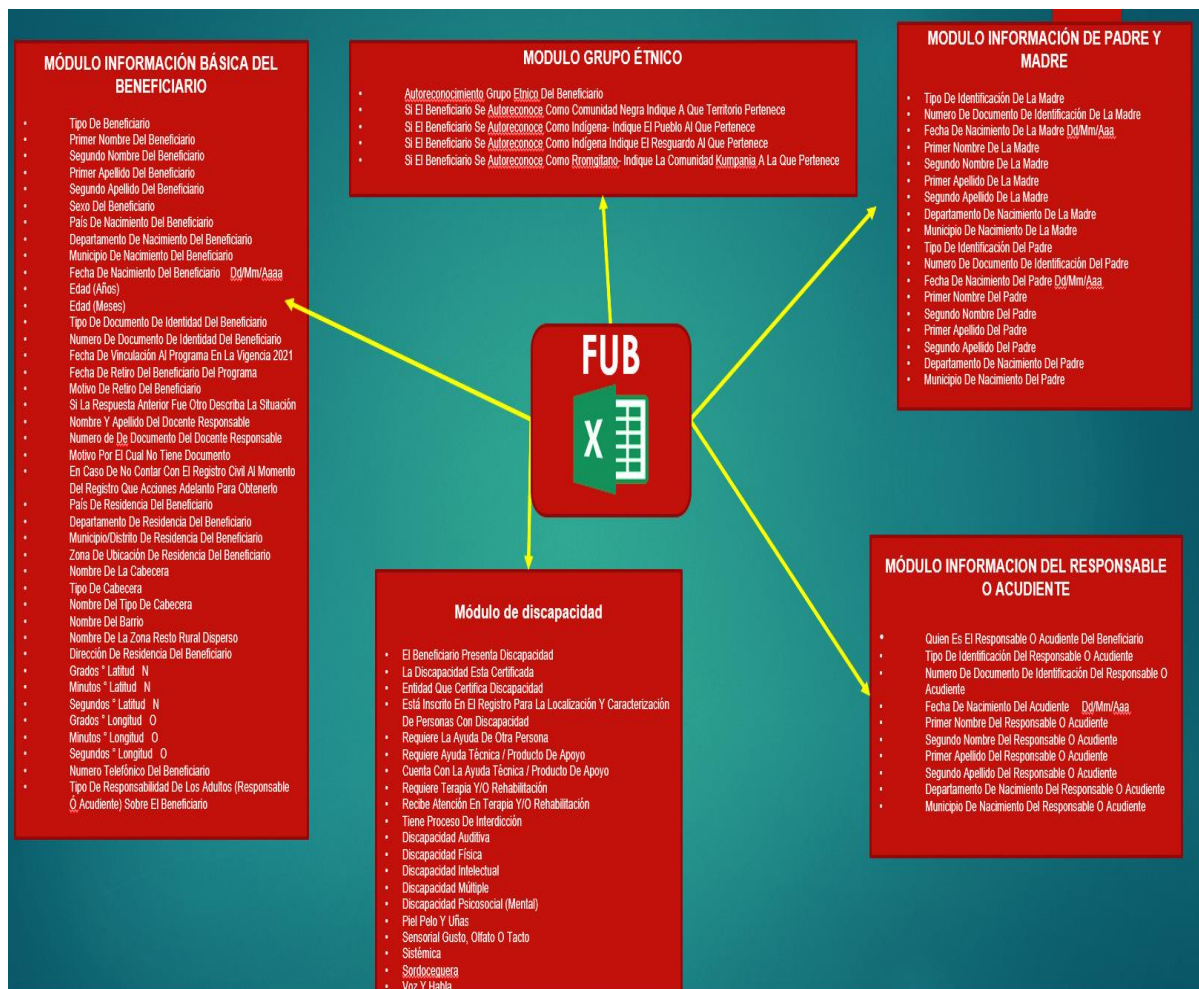 MÓDULO INFORMACIÓN BÁSICA DEL
BENEFICIARIO
Tipo De Beneficiario
Primer Nombre Del Beneficiario
Segundo Nombre Del Beneficiario
Primer Apellido Del Beneficiario
Segundo Apellido Del Beneficiario
Sexo Del Beneficiario
País De Nacimiento Del Beneficiario
Departamento De Nacimiento Del Beneficiario
Municipio De Nacimiento Del Beneficiario
Fecha De Nacimiento Del Beneficiario Dd/Mm/Aaaa
Edad (Años)
Edad (Meses)
Tipo De Documento De Identidad Del Beneficiario
Numero De Documento De Identidad Del Beneficiario
Fecha De Vinculación Al Programa En La Vigencia 2021
Fecha De Retiro Del Beneficiario Del Programa
Motivo De Retiro Del Beneficiario
Si La Respuesta Anterior Fue Otro Describa La Situación
Nombre Y Apellido Del Docente Responsable
Numero de De Documento Del Docente Responsable
Motivo Por El Cual No Tiene Documento
En Caso De No Contar Con El Registro Civil Al Momento
Del Registro Que Acciones Adelanto Para Obtenerlo
País De Residencia Del Beneficiario
Departamento De Residencia Del Beneficiario
Municipio/Distrito De Residencia Del Beneficiario
Zona De Ubicación De Residencia Del Beneficiario
Nombre De La Cabecera
Tipo De Cabecera
Nombre Del Tipo De Cabecera
Nombre Del Barrio
Nombre De La Zona Resto Rural Disperso
Dirección De Residencia Del Beneficiario
Grados ° Latitud N
Minutos ° Latitud N
Segundos ° Latitud N
Grados ° Longitud O
Minutos ° Longitud O
Segundos ° Longitud O
Numero Telefónico Del Beneficiario
Tipo De Responsabilidad De Los Adultos (Responsable
Ó Acudiente) Sobre El Beneficiario
MODULO GRUPO ÉTNICO
Autoreconocimiento Grupo Etnico Del Beneficiario
Si El Beneficiario Se Autoreconoce Como Comunidad Negra Indique A Que Territorio Pertenece
Si El Beneficiario Se Autoreconoce Como Indígena- Indique El Pueblo Al Que Pertenece
Si El Beneficiario Se Autoreconoce Como Indígena Indique El Resguardo Al Que Pertenece
Si El Beneficiario Se Autoreconoce Como Rromgitano- Indique La Comunidad Kumpania A La Que Pertenece
FUB
X
Módulo de discapacidad
El Beneficiario Presenta Discapacidad
La Discapacidad Esta Certificada
Entidad Que Certifica Discapacidad
Está Inscrito En El Registro Para La Localización Y Caracterización
De Personas Con Discapacidad
Requiere La Ayuda De Otra Persona
Requiere Ayuda Técnica / Producto De Apoyo
Cuenta Con La Ayuda Técnica / Producto De Apoyo
Requiere Terapia Y/O Rehabilitación
Recibe Atención En Terapia Y/O Rehabilitación
Tiene Proceso De Interdicción
Discapacidad Auditiva
Discapacidad Física
Discapacidad Intelectual
Discapacidad Múltiple
Discapacidad Psicosocial (Mental)
Piel Pelo Y Uñas
Sensorial Gusto, Olfato O Tacto
Sistémica
Sordoceguera
Voz Y Habla
MODULO INFORMACIÓN DE PADRE Y
MADRE
Tipo De Identificación De La Madre
Numero De Documento De Identificación De La Madre
Fecha De Nacimiento De La Madre Dd/Mm/Aaa
Primer Nombre De La Madre
Segundo Nombre De La Madre
Primer Apellido De La Madre
Segundo Apellido De La Madre
Departamento De Nacimiento De La Madre
Municipio De Nacimiento De La Madre
Tipo De Identificación Del Padre
Numero De Documento De Identificación Del Padre
Fecha De Nacimiento Del Padre Dd/Mm/Aaa
Primer Nombre Del Padre
Segundo Nombre Del Padre
Primer Apellido Del Padre
Segundo Apellido Del Padre
Departamento De Nacimiento Del Padre
Municipio De Nacimiento Del Padre
MÓDULO INFORMACION DEL RESPONSABLE
O ACUDIENTE
Quien Es El Responsable O Acudiente Del Beneficiario
Tipo De Identificación Del Responsable O Acudiente
Numero De Documento De Identificación Del Responsable O
Acudiente
Fecha De Nacimiento Del Acudiente Dd/Mm/Aaa
Primer Nombre Del Responsable O Acudiente
Segundo Nombre Del Responsable O Acudiente
Primer Apellido Del Responsable O Acudiente
Segundo Apellido Del Responsable O Acudiente
Departamento De Nacimiento Del Responsable O Acudiente
Municipio De Nacimiento Del Responsable O Acudiente